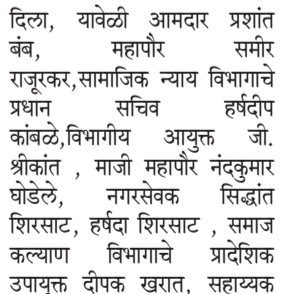 दिला, यावेळी आमदार प्रशांत
बंब, महापौर समीर
राजूरकर,सामाजिक न्याय विभागाचे
प्रधान सचिव हर्षदीप
कांबळे,विभागीय आयुक्त जी.
श्रीकांत , माजी महापौर नंदकुमार
घोडेले, नगरसेवक सिद्धांत
शिरसाट, हर्षदा शिरसाट , समाज
कल्याण विभागाचे प्रादेशिक
उपायुक्त दीपक खरात, सहाय्यक